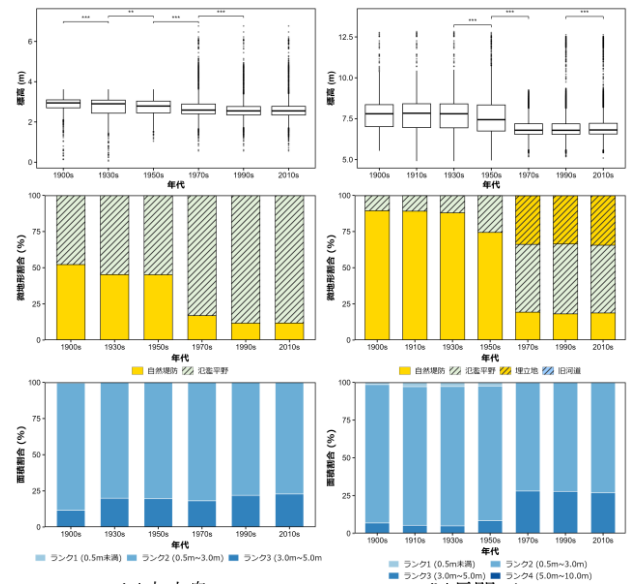 ***
**
***
***
標高 (m)
6
4
2
0
1900s 1930s 1950s 1970s 1990s 2010s
年代
***
***
***
標高 (m)
12.5
10.0
7.5
5.0
1900s 1910s 1930s 1950s 1970s 1990s 2010s
年代
微地形割合 (%)
100
75
50
25
0
1900s 1930s 1950s 1970s 1990s 2010s
年代
自然堤防 氾濫平野
微地形割合 (%)
100
75
50
25
0
1900s 1910s 1930s 1950s 1970s 1990s 2010s
年代
自然堤防 氾濫平野 埋立地 旧河道
面積割合 (%)
100
75
50
25
0
1900s 1930s 1950s 1970s 1990s 2010s
年代
ランク1 (0.5m未満) ランク2 (0.5m~3.0m) ランク3 (3.0m~5.0m
面積割合 (%)
100
75
50
25
0
1900s 1910s 1930s 1950s 1970s 1990s 2010s
年代
ランク1 (0.5m未満) ランク2 (0.5m~3.0m)
ランク3 (3.0m~5.0m) ランク4 (5.0m~10.0m)